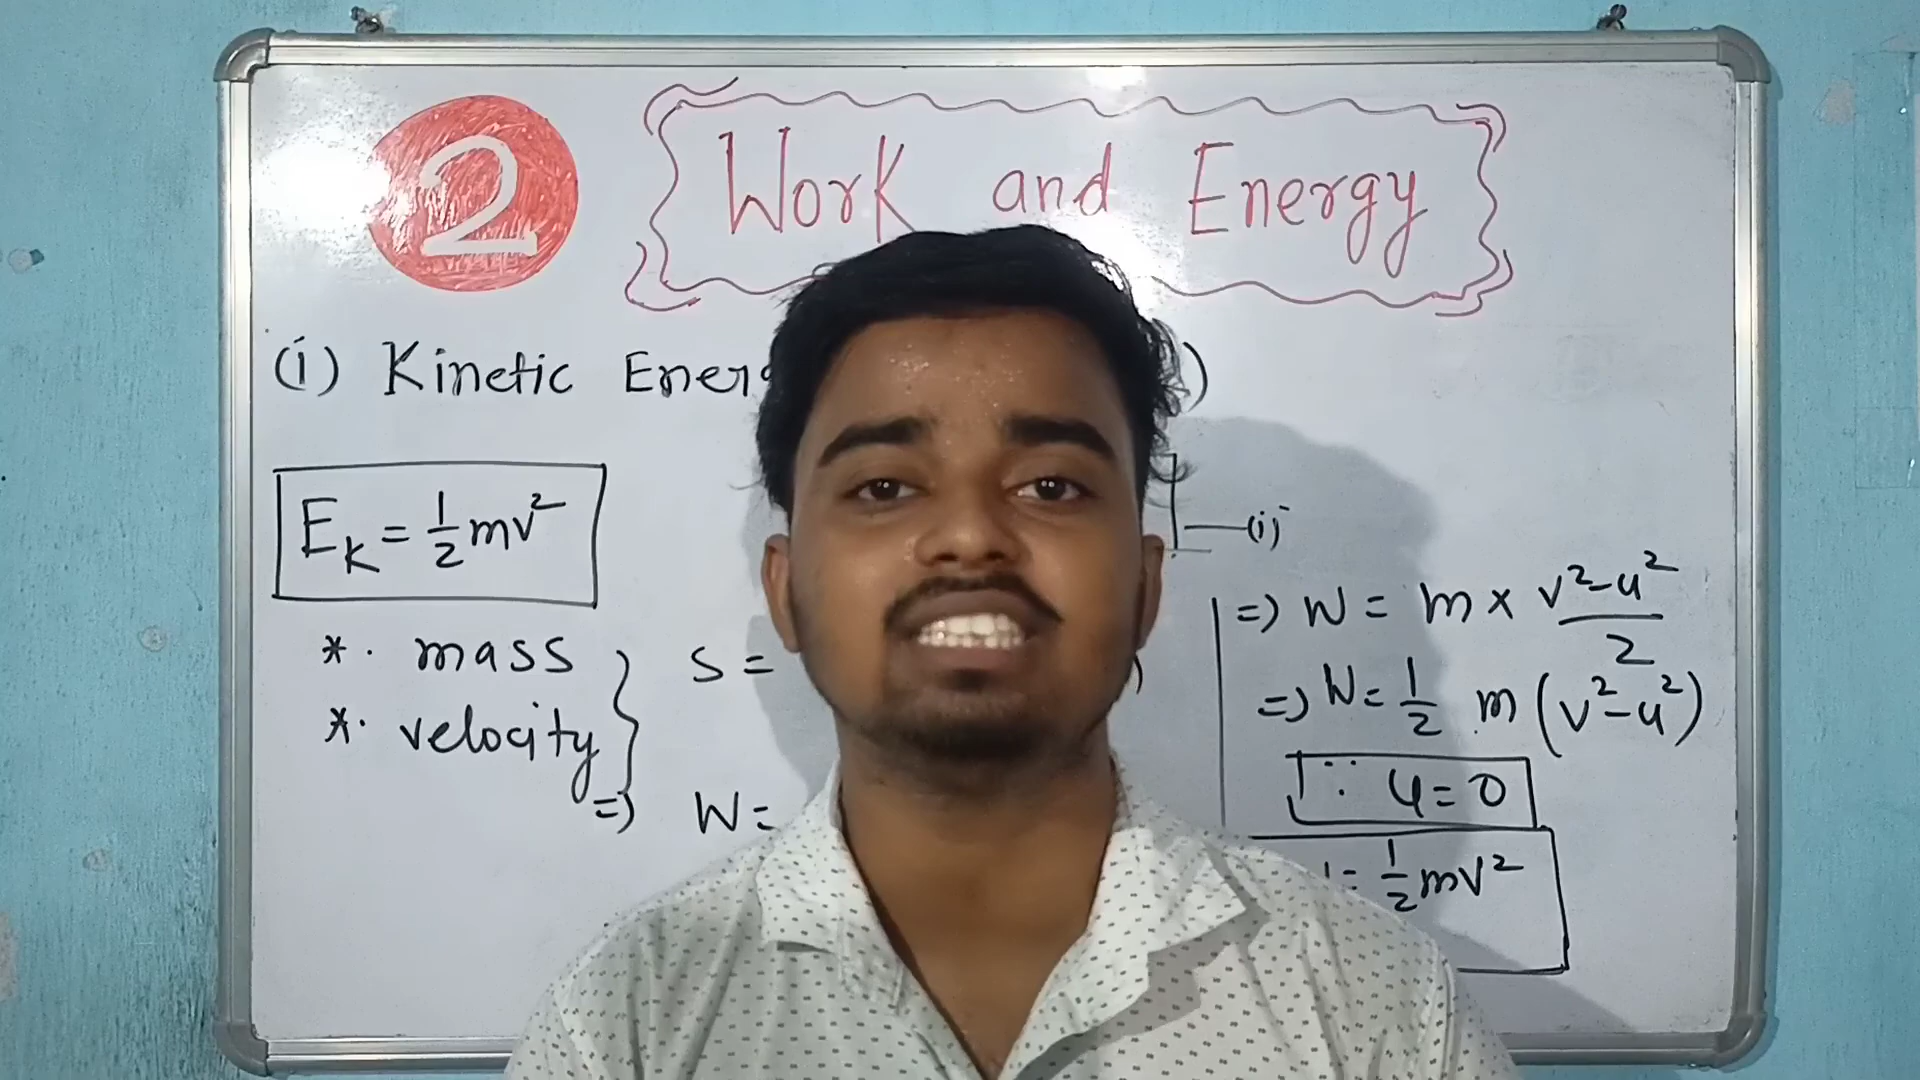 2
Work and Energy
(i) Kinetic
)
E_K = 1/2 mv²
(i)
*. mass
*. velocity
S =
=> W =
=> W = m x (v²-u²)/2
=> W = 1/2 m (v²-u²)
∵ u = 0
= 1/2 mv²